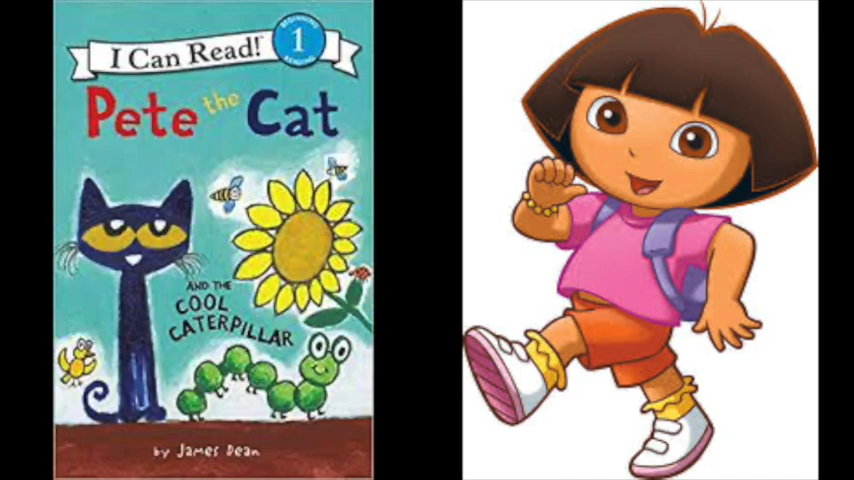 I Can Read!
BEGINNING
1
READING
Pete the Cat
AND THE
COOL
CATERPILLAR
by James Dean